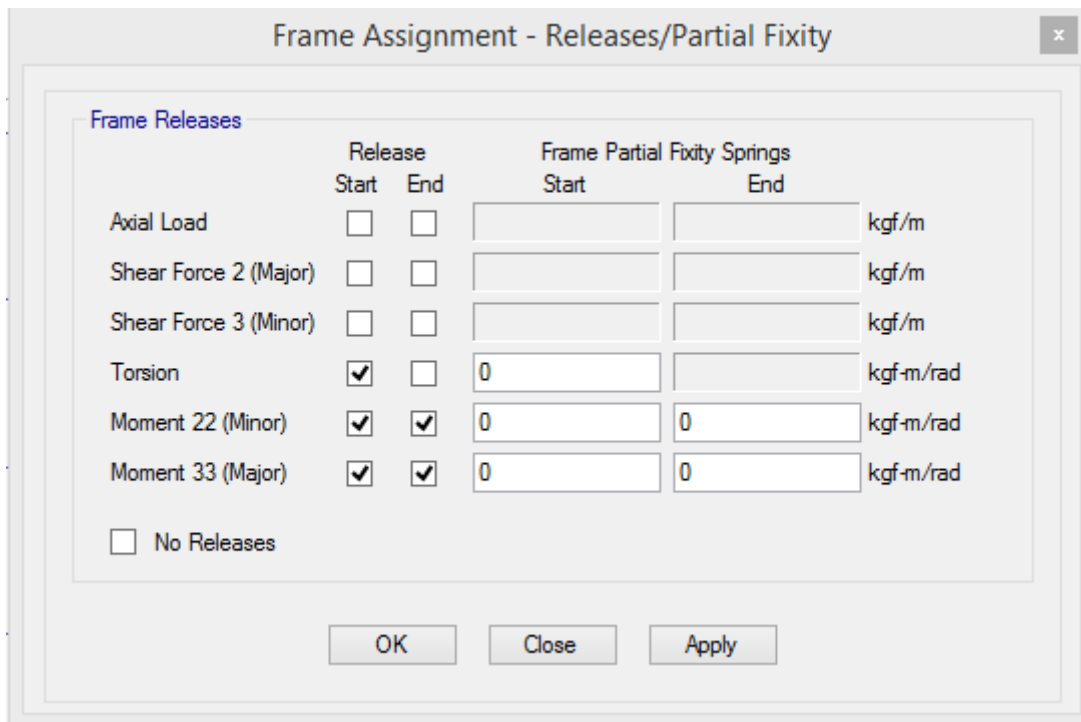 Frame Assignment - Releases/Partial Fixity
x
Frame Releases
Release Frame Partial Fixity Springs
Start End Start End
Axial Load kgf/m
Shear Force 2 (Major) kgf/m
Shear Force 3 (Minor) kgf/m
Torsion 0 kgf-m/rad
Moment 22 (Minor) 0 0 kgf-m/rad
Moment 33 (Major) 0 0 kgf-m/rad
No Releases
OK Close Apply